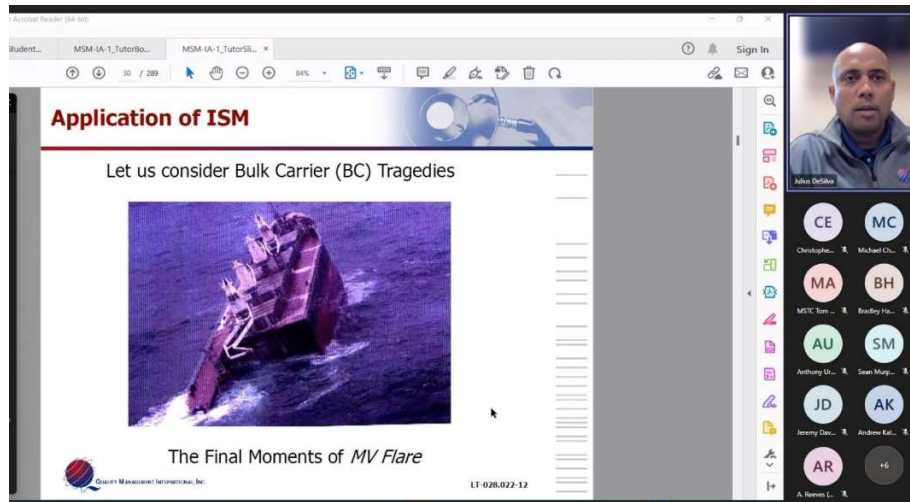 Acrobat Reader (64-bit)
Student...
MSM-IA-1_TutorBo...
MSM-IA-1_TutorSli... ×
Sign In
30 / 289
84%
Application of ISM
Let us consider Bulk Carrier (BC) Tragedies
The Final Moments of MV Flare
QUALITY MANAGEMENT INTERNATIONAL, INC.
LT-028.022-12
Julius DeSilva
CE
MC
Christophe...
Michael Ch...
MA
BH
MSTC Tom ...
Bradley Ha...
AU
SM
Anthony Ur...
Sean Murp...
JD
AK
Jeremy Dav...
Andrew Kal...
AR
+6
A. Reeves (...